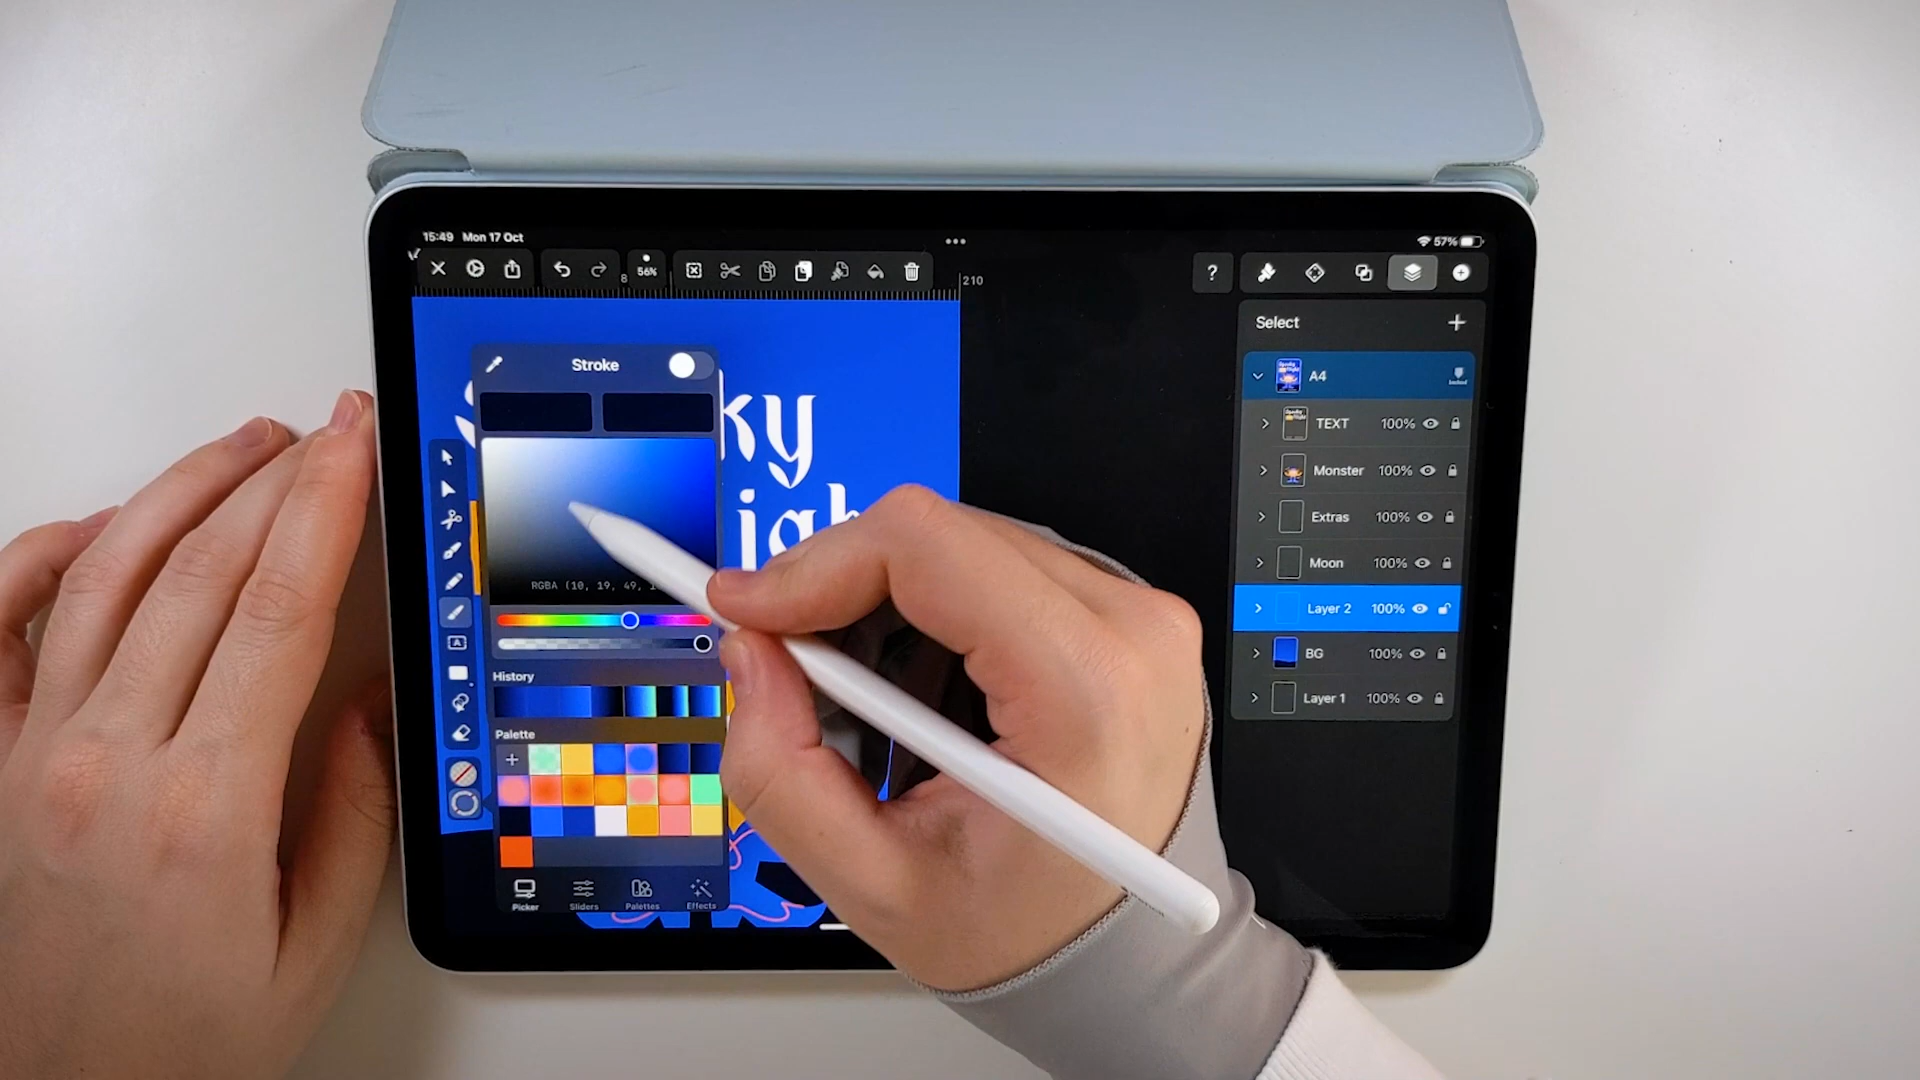 15:49 Mon 17 Oct
57%
56%
8
210
?
Select
A4
TEXT 100%
Monster 100%
Extras 100%
Moon 100%
Layer 2 100%
BG 100%
Layer 1 100%
Stroke
ky
igh
RGBA (10, 19, 49,
A
History
Palette
Picker Sliders Palettes Effects